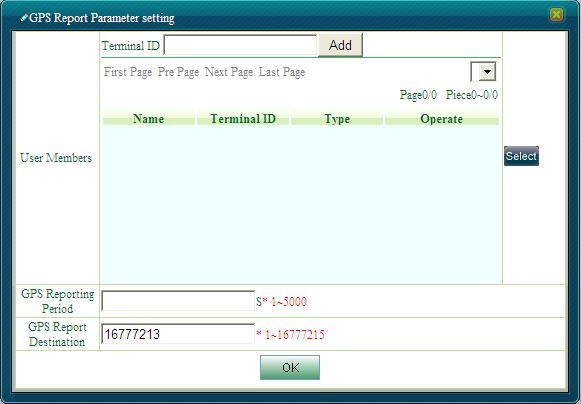 GPS Report Parameter setting
Terminal ID Add
First Page Pre Page Next Page Last Page
Page0/0 Piece0~0/0
Name Terminal ID Type Operate
User Members
Select
GPS Reporting
Period
S* 1~5000
GPS Report
Destination
16777213 * 1~16777215
OK